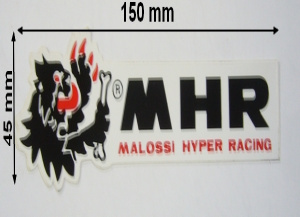 150 mm
45 mm
® MHR
MALOSSI HYPER RACING